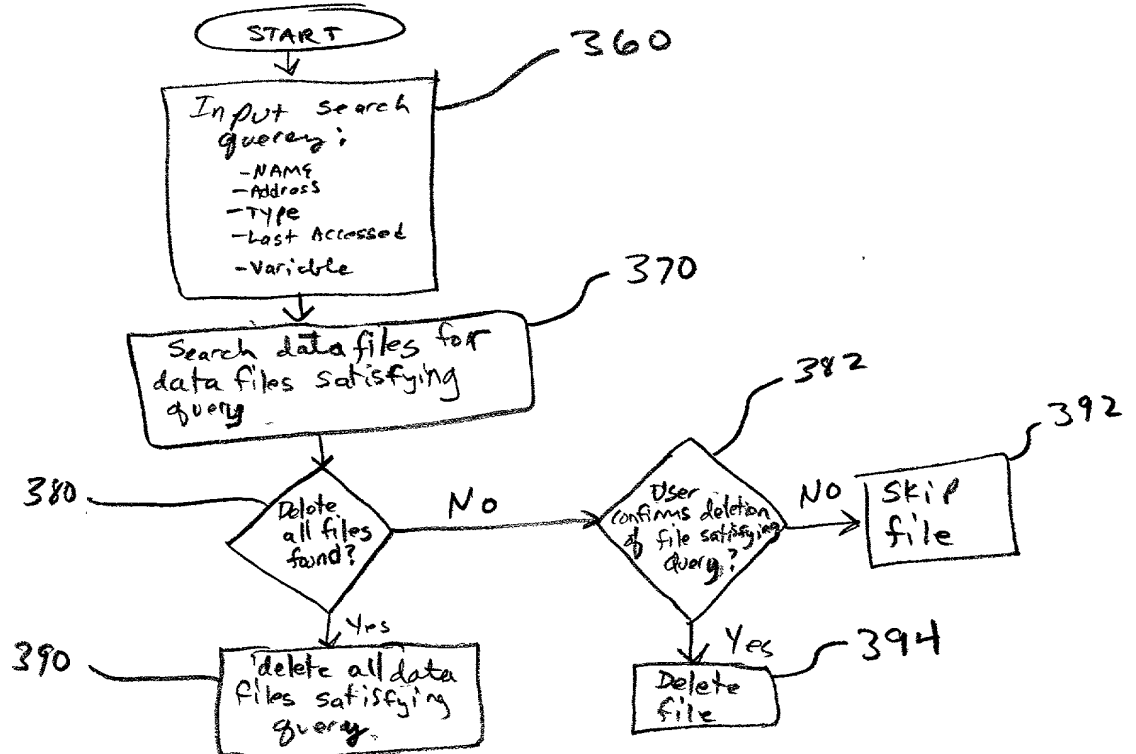 START
360
Input search
querey:
-NAME
-Address
-Type
-Last Accessed
-Variable
370
Search data files for
data files satisfying
query
382
392
380
Delete
all files
found?
No
User
confirms deletion
of file satisfying
query?
NO
Skip
file
Yes
390
delete all data
files satisfying
query.
Yes
394
Delete
file